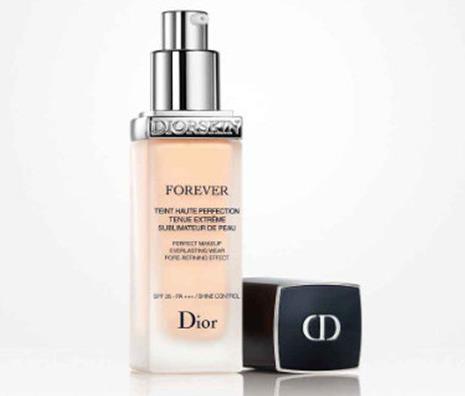 DIORSKIN
FOREVER
TEINT HAUTE PERFECTION
TENUE EXTRÊME
SUBLIMATEUR DE PEAU
PERFECT MAKEUP
EVERLASTING WEAR
PORE-REFINING EFFECT
SPF 35 - PA +++ / SHINE CONTROL
Dior
CD